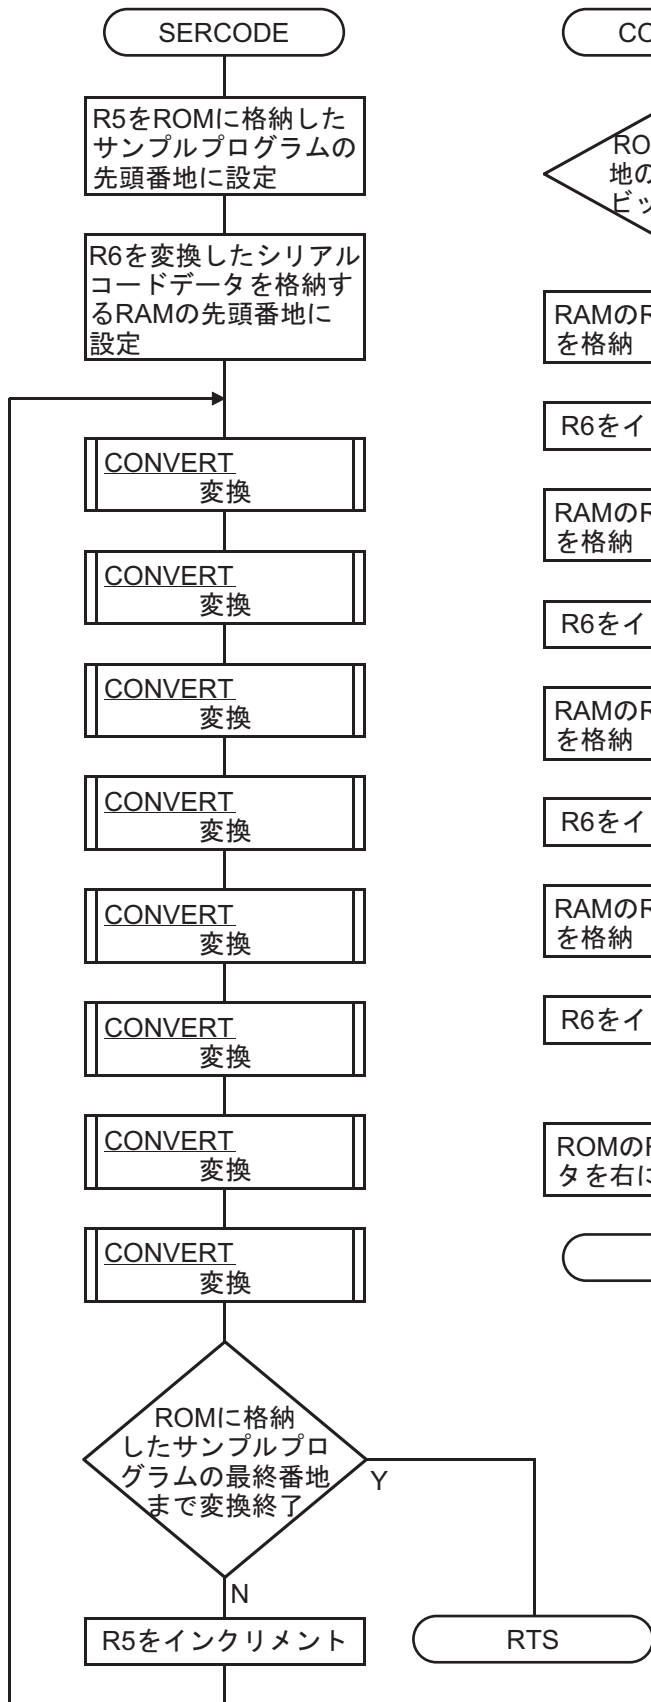 SERCODE
R5をROMに格納した
サンプルプログラムの
先頭番地に設定
R6を変換したシリアル
コードデータを格納す
るRAMの先頭番地に
設定
CONVERT
変換
CONVERT
変換
CONVERT
変換
CONVERT
変換
CONVERT
変換
CONVERT
変換
CONVERT
変換
CONVERT
変換
ROMに格納
したサンプルプロ
グラムの最終番地
まで変換終了
Y
N
R5をインクリメント
RTS
CO
RO
地の
ビッ
RAMのR
を格納
R6をイ
RAMのR
を格納
R6をイ
RAMのR
を格納
R6をイ
RAMのR
を格納
R6をイ
ROMのR
タを右に